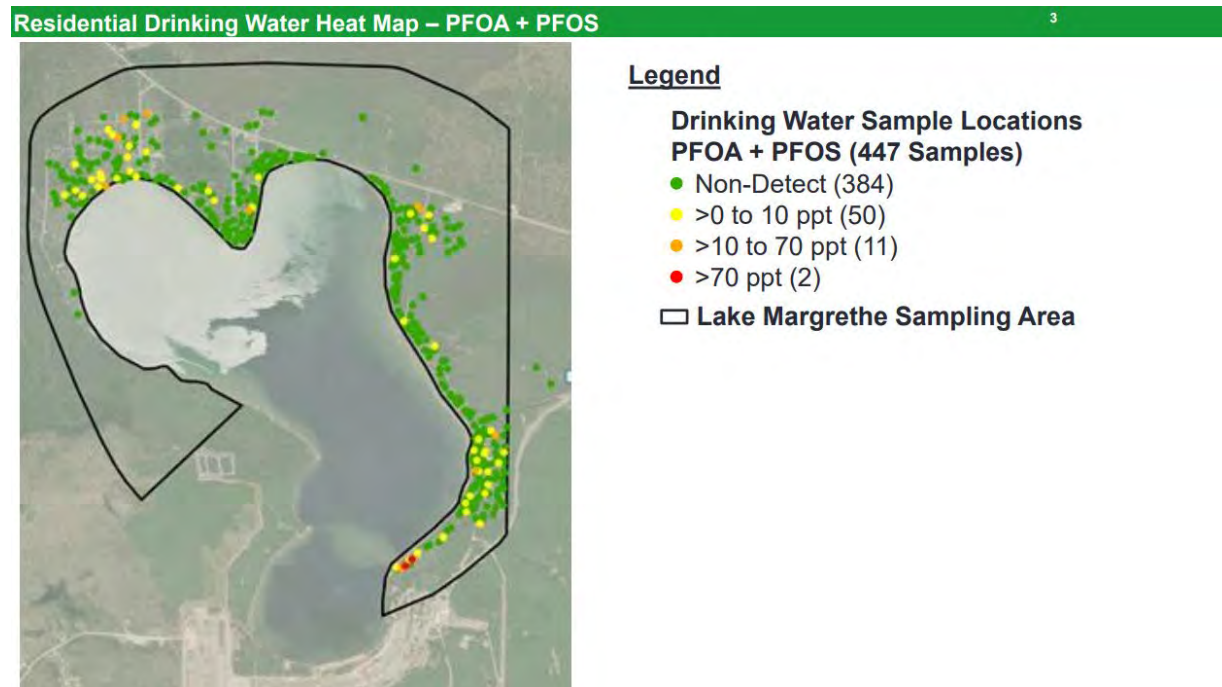 Residential Drinking Water Heat Map – PFOA + PFOS
3
Legend
Drinking Water Sample Locations
PFOA + PFOS (447 Samples)
Non-Detect (384)
>0 to 10 ppt (50)
>10 to 70 ppt (11)
>70 ppt (2)
Lake Margrethe Sampling Area